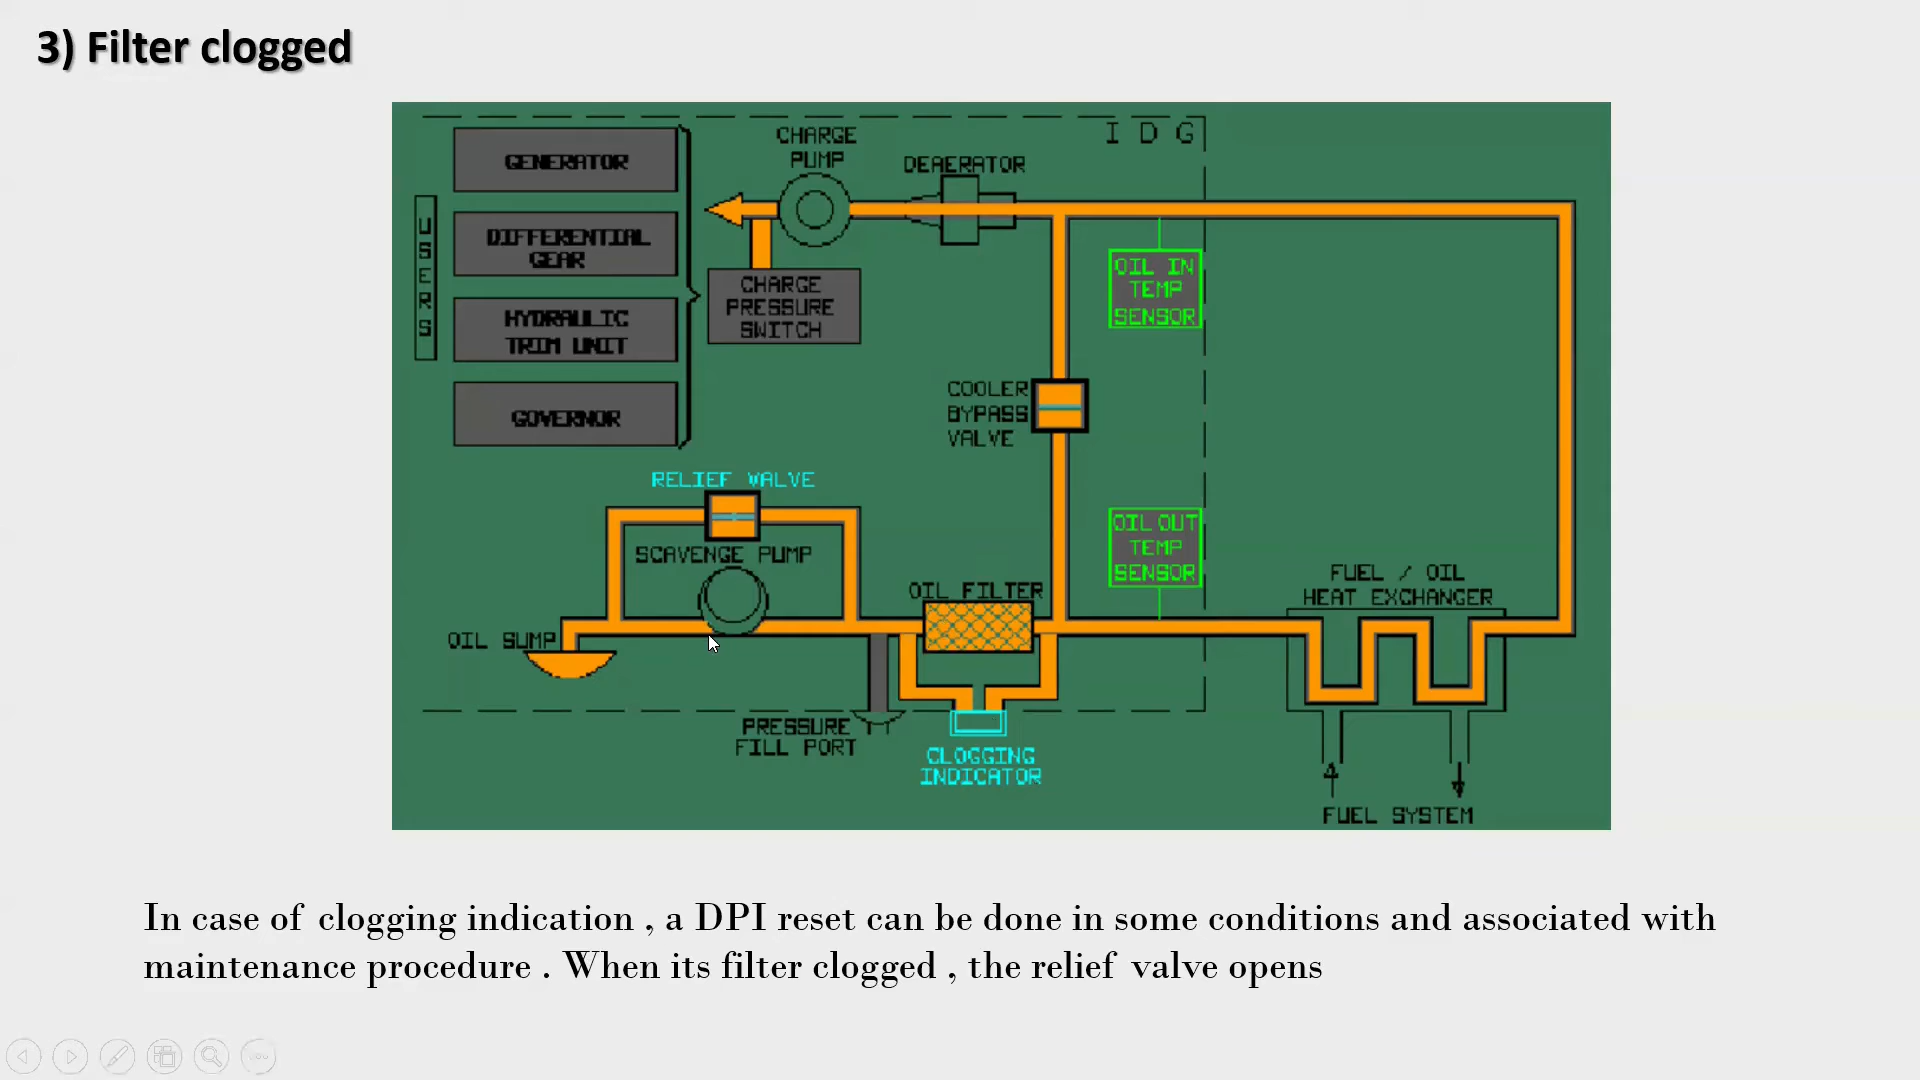 3) Filter clogged
I D G
CHARGE
PUMP
DEAERATOR
GENERATOR
USERS
DIFFERENTIAL
GEAR
OIL IN
TEMP
SENSOR
CHARGE
PRESSURE
SWITCH
HYDRAULIC
TRIM UNIT
COOLER
BYPASS
VALVE
GOVERNOR
RELIEF VALVE
SCAVENGE PUMP
OIL OUT
TEMP
SENSOR
OIL FILTER
FUEL / OIL
HEAT EXCHANGER
OIL SUMP
PRESSURE
FILL PORT
CLOGGING
INDICATOR
FUEL SYSTEM
In case of clogging indication , a DPI reset can be done in some conditions and associated with
maintenance procedure . When its filter clogged , the relief valve opens